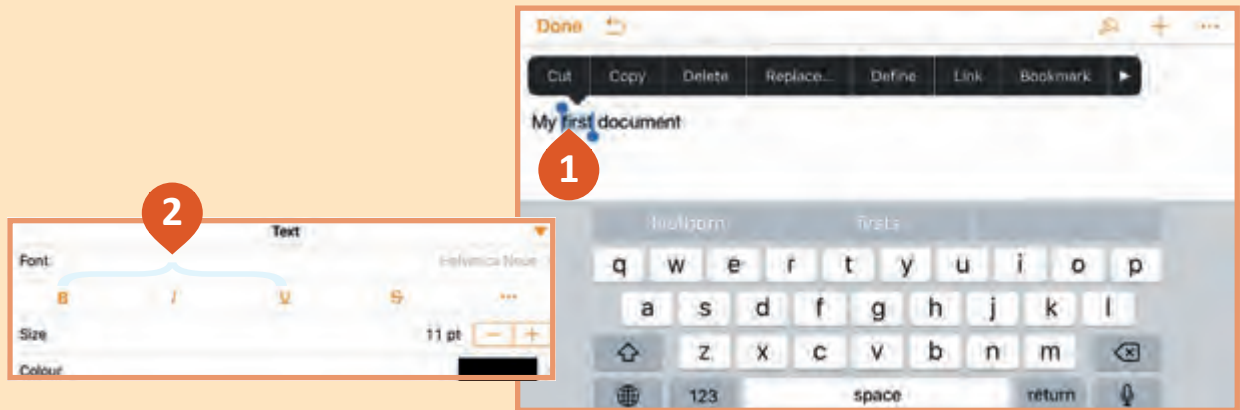 Done
Cut Copy Delete Replace... Define Link Bookmark
My first document
1
2
Text
Font Helvetica Neue
B I U S ...
Size 11 pt - +
Colour
firsts
q w e r t y u i o p
a s d f g h j k l
z x c v b n m
123 space return